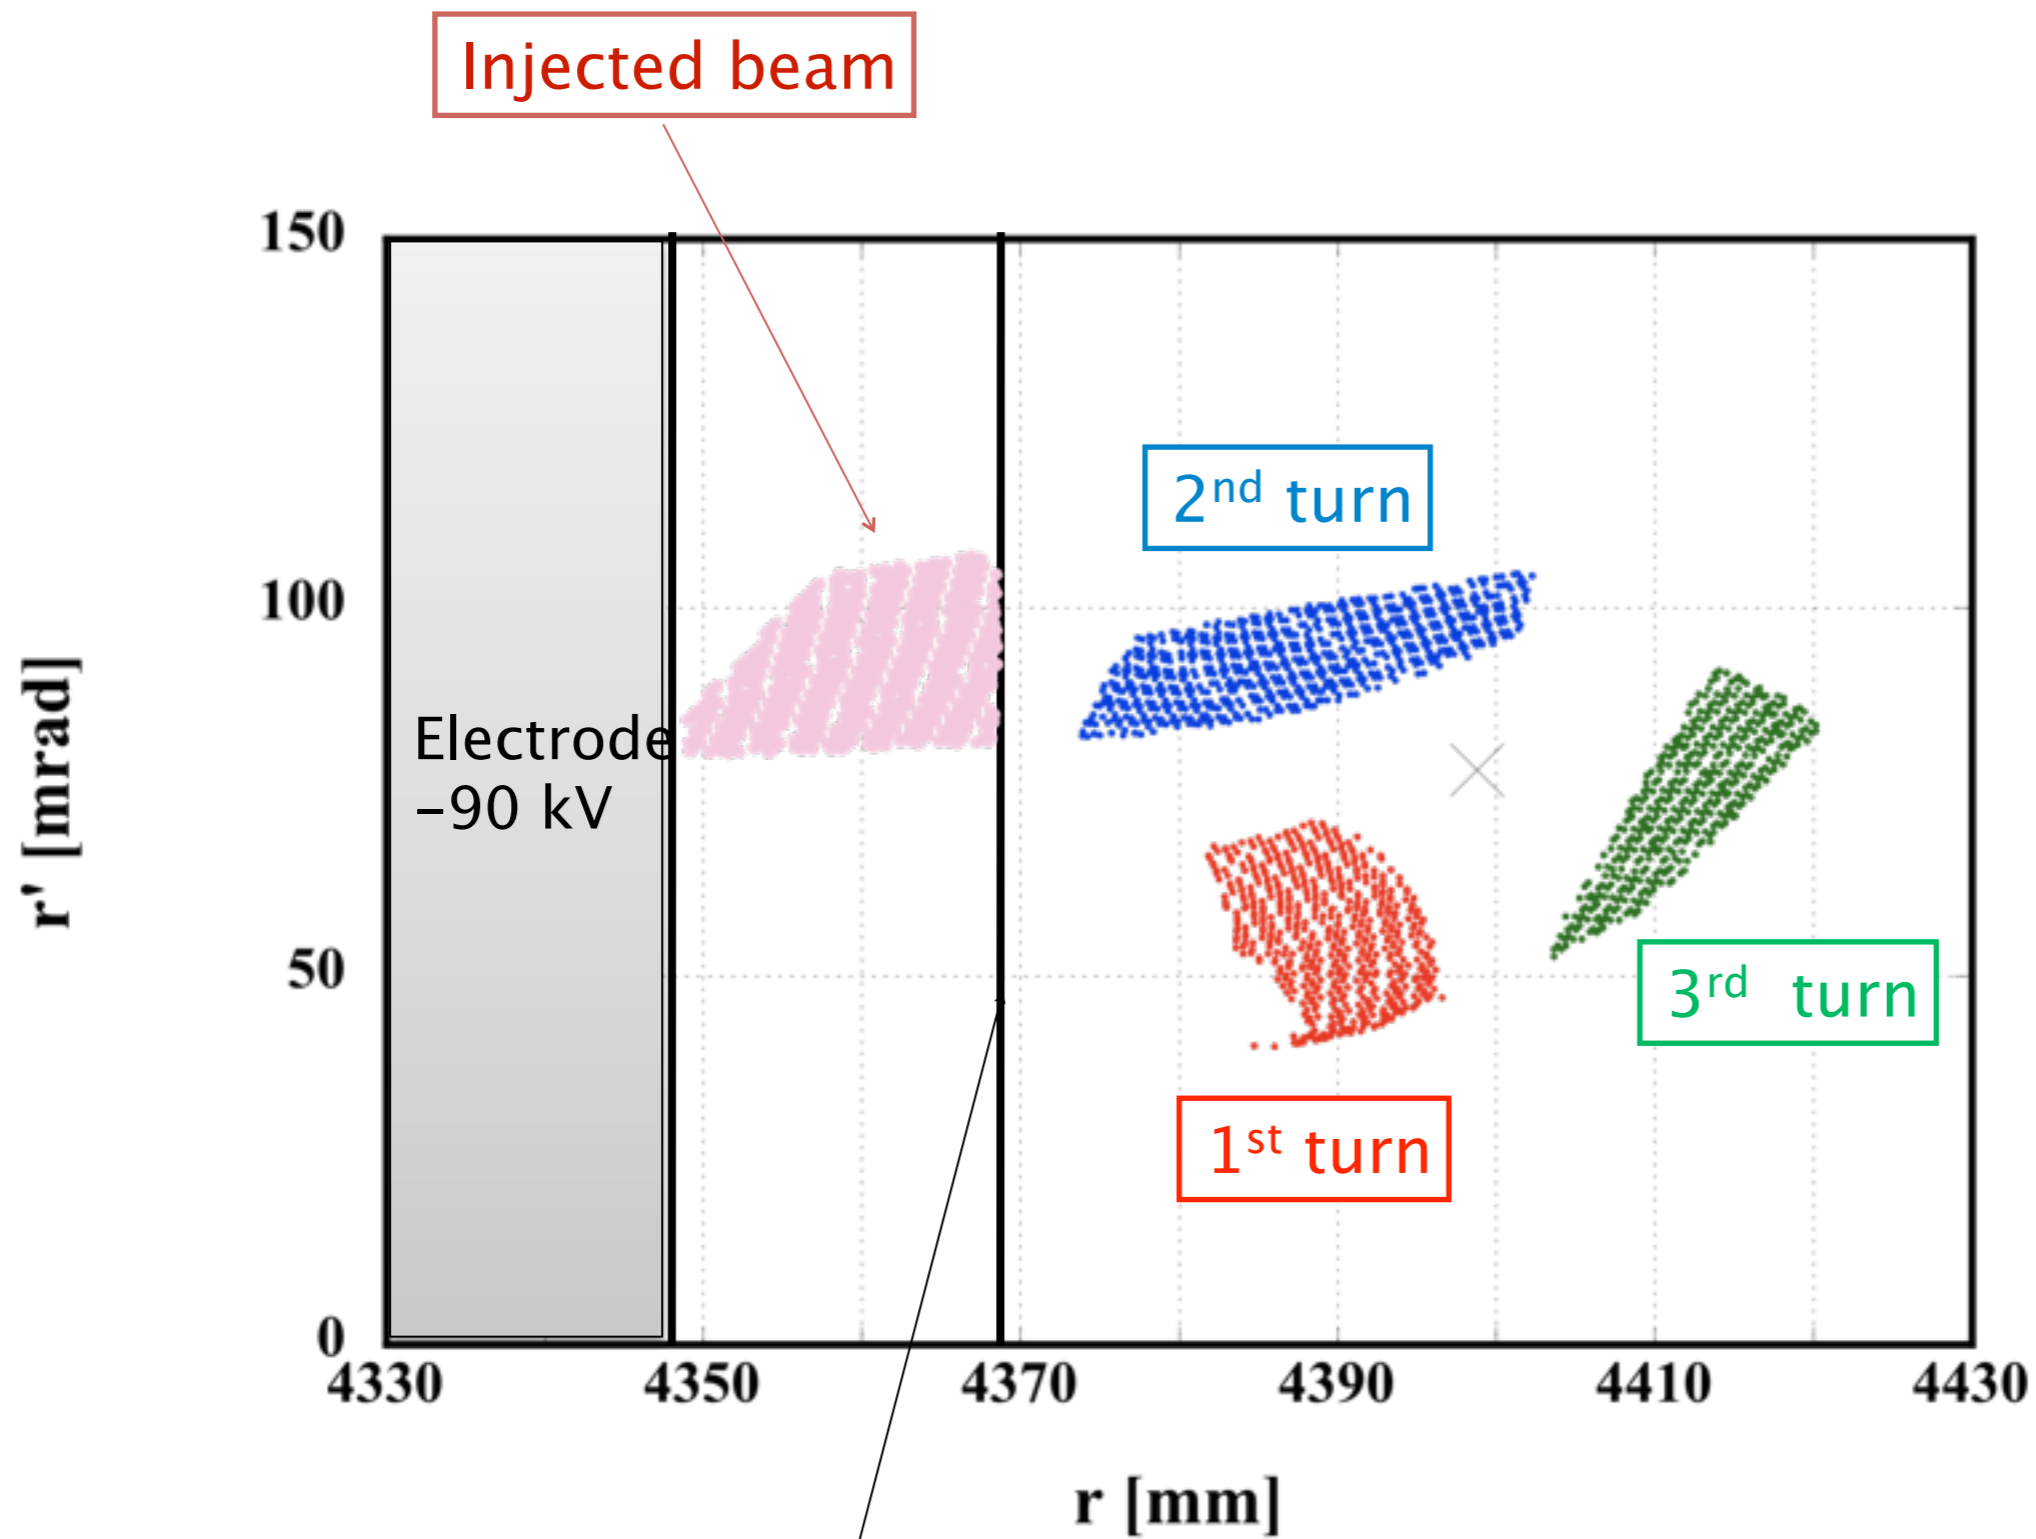 Injected beam
150
2nd turn
100
r' [mrad]
Electrode
-90 kV
50
3rd turn
1st turn
0
4330 4350 4370 4390 4410 4430
r [mm]